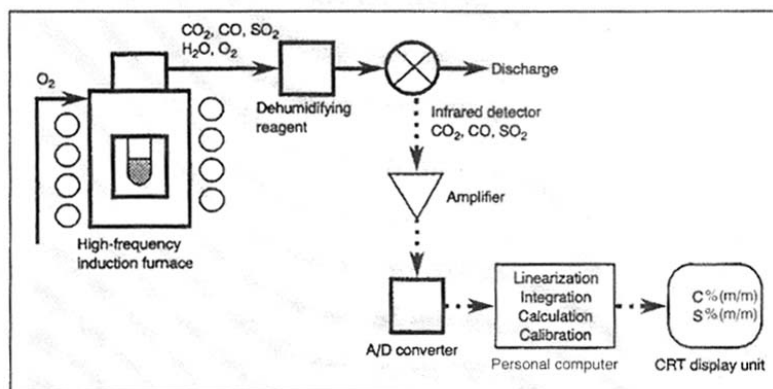 CO₂, CO, SO₂
H₂O, O₂
O₂
Discharge
Dehumidifying
reagent
Infrared detector
CO₂, CO, SO₂
Amplifier
High-frequency
induction furnace
Linearization
Integration
Calculation
Calibration
C%(m/m)
S%(m/m)
A/D converter
Personal computer
CRT display unit